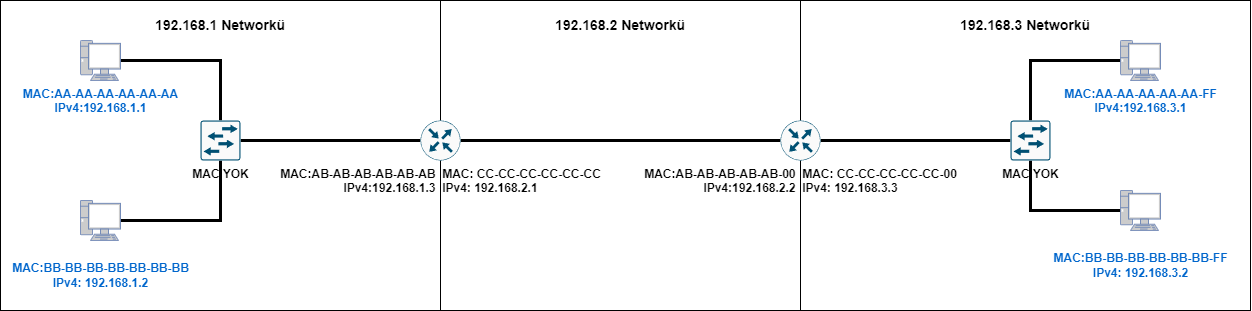 192.168.1 Networkü
192.168.2 Networkü
192.168.3 Networkü
MAC:AA-AA-AA-AA-AA-AA
IPv4:192.168.1.1
MAC:AA-AA-AA-AA-AA-FF
IPv4:192.168.3.1
MAC YOK
MAC:AB-AB-AB-AB-AB-AB
IPv4:192.168.1.3
MAC: CC-CC-CC-CC-CC-CC
IPv4: 192.168.2.1
MAC:AB-AB-AB-AB-AB-00
IPv4:192.168.2.2
MAC: CC-CC-CC-CC-CC-00
IPv4: 192.168.3.3
MAC YOK
MAC:BB-BB-BB-BB-BB-BB-BB
IPv4: 192.168.1.2
MAC:BB-BB-BB-BB-BB-BB-FF
IPv4: 192.168.3.2